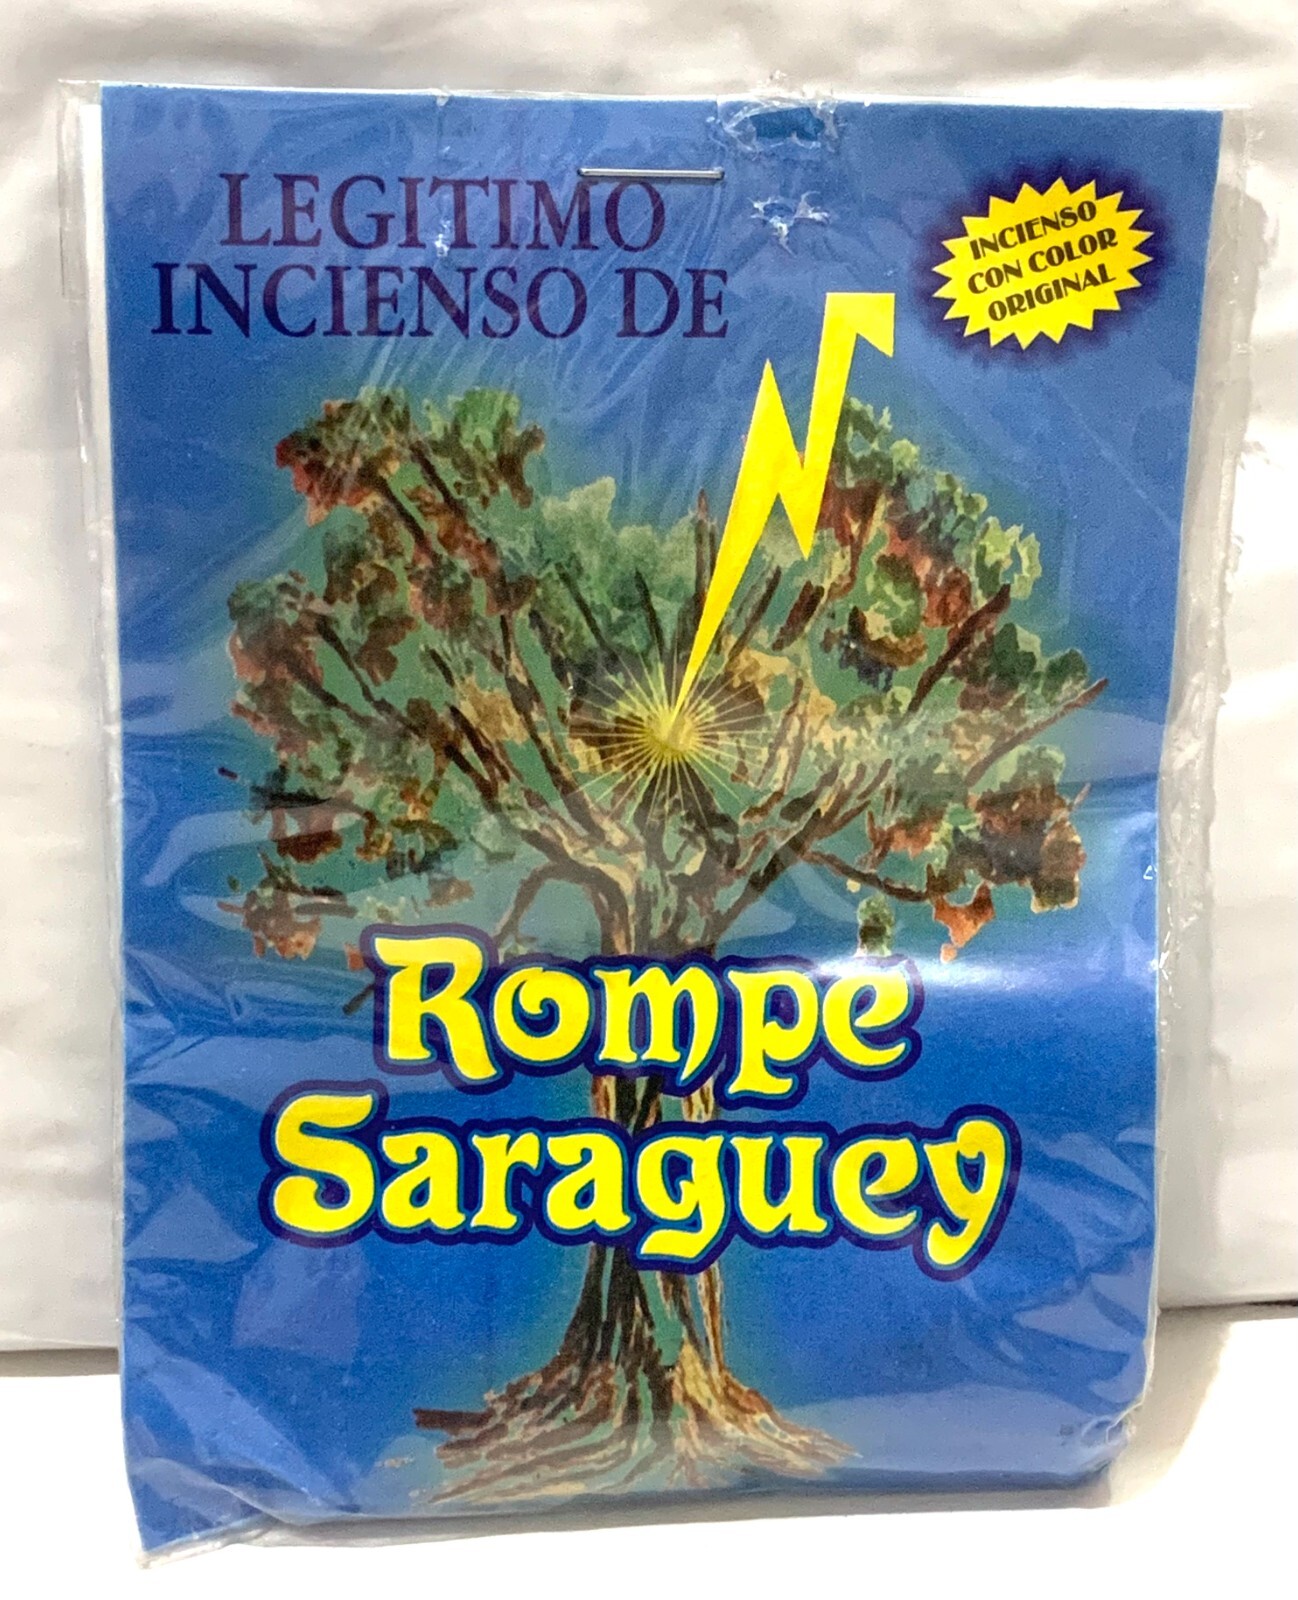 LEGITIMO
INCIENSO DE
INCIENSO
CON COLOR
ORIGINAL
Rompe
Saraguey